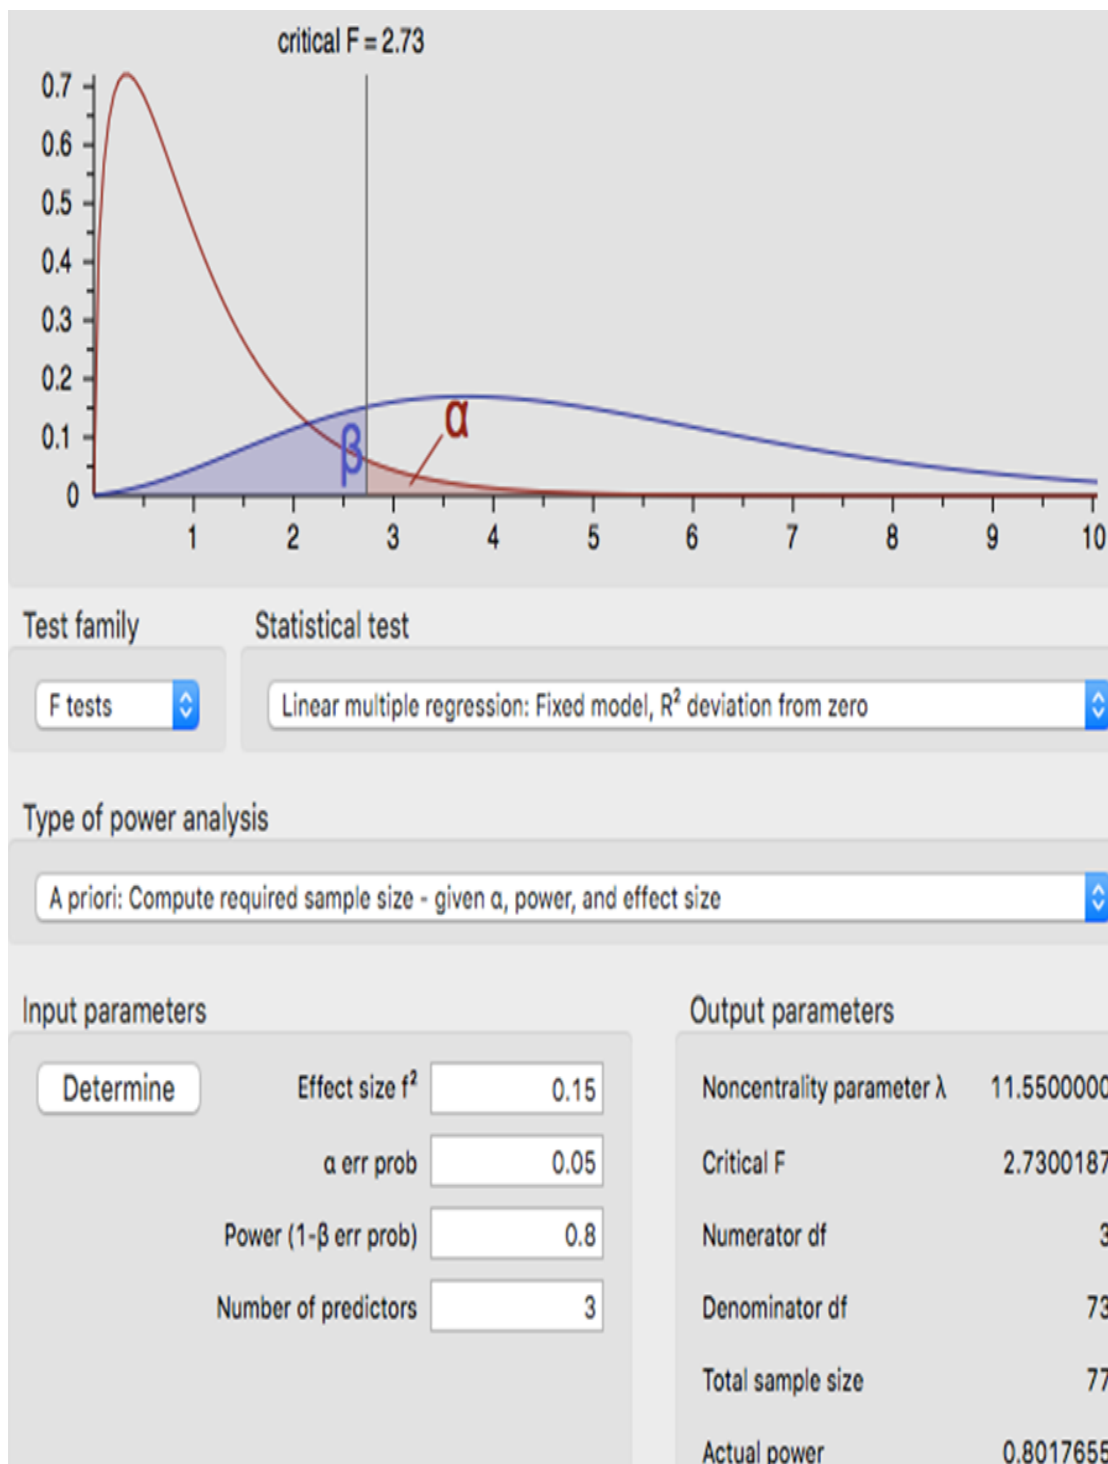 critical F = 2.73
0.7
0.6
0.5
0.4
0.3
0.2
0.1
0
β
α
1 2 3 4 5 6 7 8 9 10
Test family Statistical test
F tests Linear multiple regression: Fixed model, R² deviation from zero
Type of power analysis
A priori: Compute required sample size - given α, power, and effect size
Input parameters Output parameters
Determine Effect size f² 0.15 Noncentrality parameter λ 11.5500000
α err prob 0.05 Critical F 2.7300187
Power (1-β err prob) 0.8 Numerator df 3
Number of predictors 3 Denominator df 73
Total sample size 77
Actual power 0.8017655